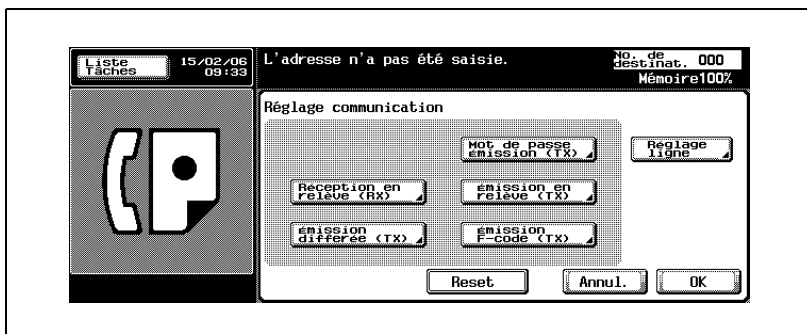 Liste
Tâches
15/02/06
09:33
L'adresse n'a pas été saisie.
No. de
destinat. 000
Mémoire100%
Réglage communication
Mot de passe
émission (TX)
Réglage
ligne
Réception en
relève (RX)
émission en
relève (TX)
émission
différée (TX)
émission
F-code (TX)
Reset
Annul.
OK